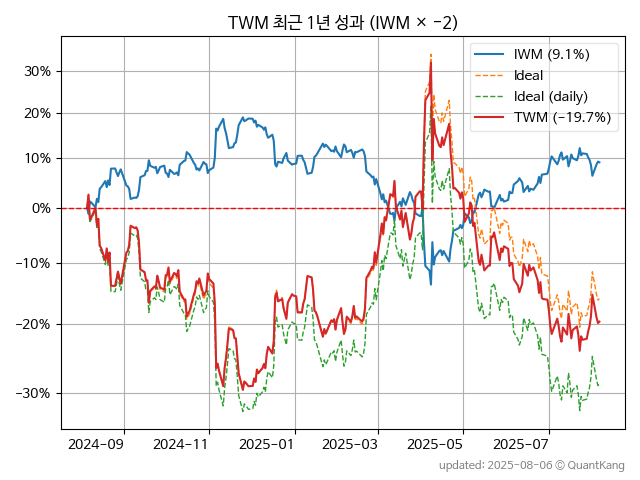 TWM 최근 1년 성과 (IWM × −2)
IWM (9.1%)
Ideal
Ideal (daily)
TWM (−19.7%)
30%
20%
10%
0%
−10%
−20%
−30%
2024-09 2024-11 2025-01 2025-03 2025-05 2025-07
updated: 2025-08-06 © QuantKang